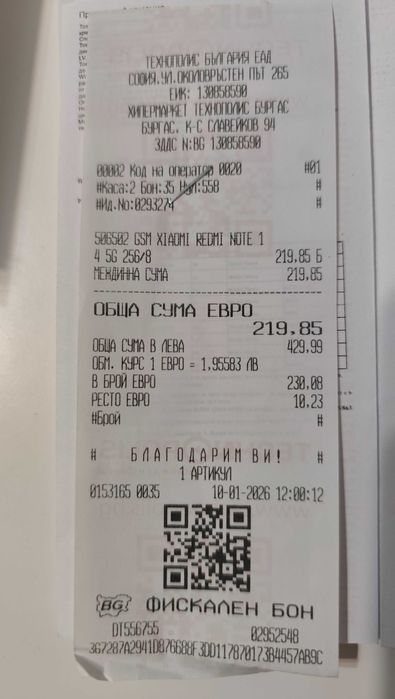 ТЕХНОПОЛИС БЪЛГАРИЯ ЕАД
СОФИЯ.УЛ.ОКОЛОВРЪСТЕН ПЪТ 265
ЕИК: 130858590
ХИПЕРМАРКЕТ ТЕХНОПОЛИС БУРГАС
БУРГАС, К-С СЛАВЕЙКОВ 94
ЗДДС N:BG 130858590
00002 Код на оператор 0020 #01
#Каса:2 Бон:35 Нул:558 #
#Ид.No:029327 #
506502 GSM XIAOMI REDMI NOTE 1
4 5G 256/8 219.85 Б
МЕЖДИННА СУМА 219.85
ОБЩА СУМА ЕВРО
219.85
ОБЩА СУМА В ЛЕВА 429.99
ОБМ. КУРС 1 ЕВРО = 1.95583 ЛВ
В БРОЙ ЕВРО 230.08
РЕСТО ЕВРО 10.23
#Брой #
# БЛАГОДАРИМ ВИ! #
1 АРТИКУЛ
0153165 0035 10-01-2026 12:00:12
BG ФИСКАЛЕН БОН
DT556755 02952548